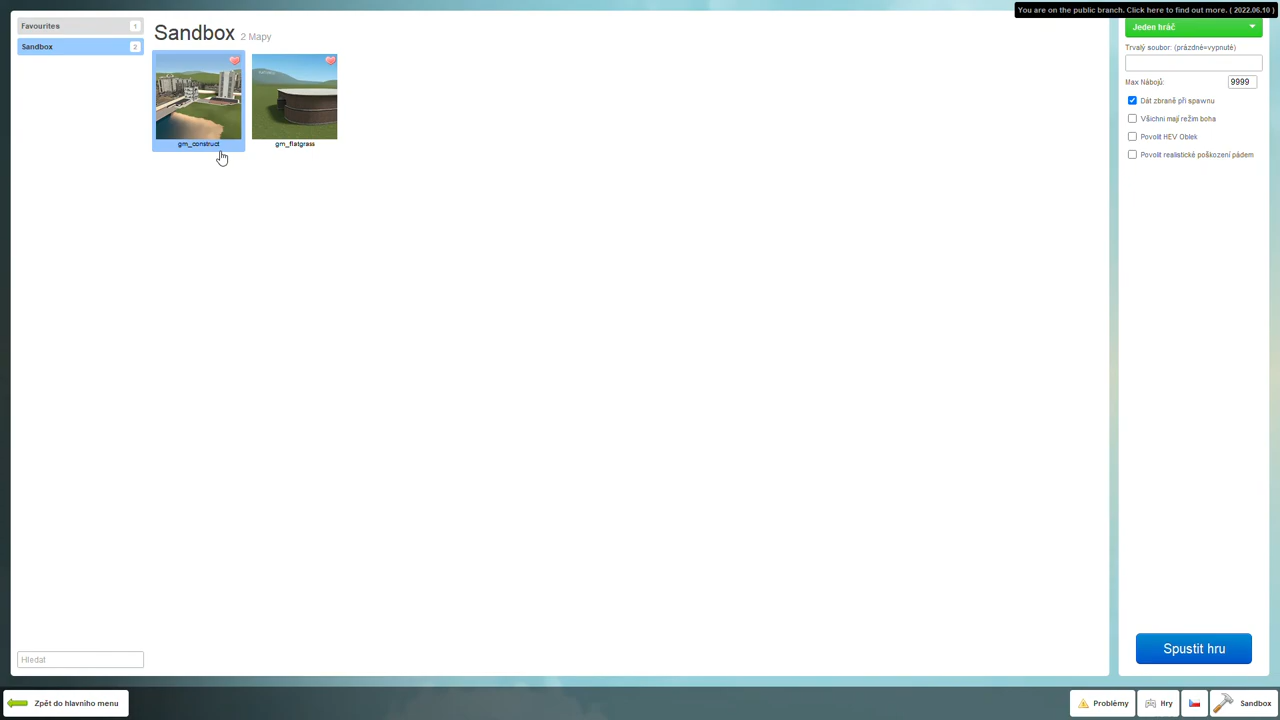 You are on the public branch. Click here to find out more. ( 2022.06.10 )
Favourites 1
Sandbox 2
Sandbox 2 Mapy
gm_construct
gm_flatgrass
Jeden hráč
Trvalý soubor: (prázdné=vypnuté)
Max Nábojů: 9999
Dát zbraně při spawnu
Všichni mají režim boha
Povolit HEV Oblek
Povolit realistické poškození pádem
Spustit hru
Hledat
Zpět do hlavního menu
Problémy
Hry
Sandbox